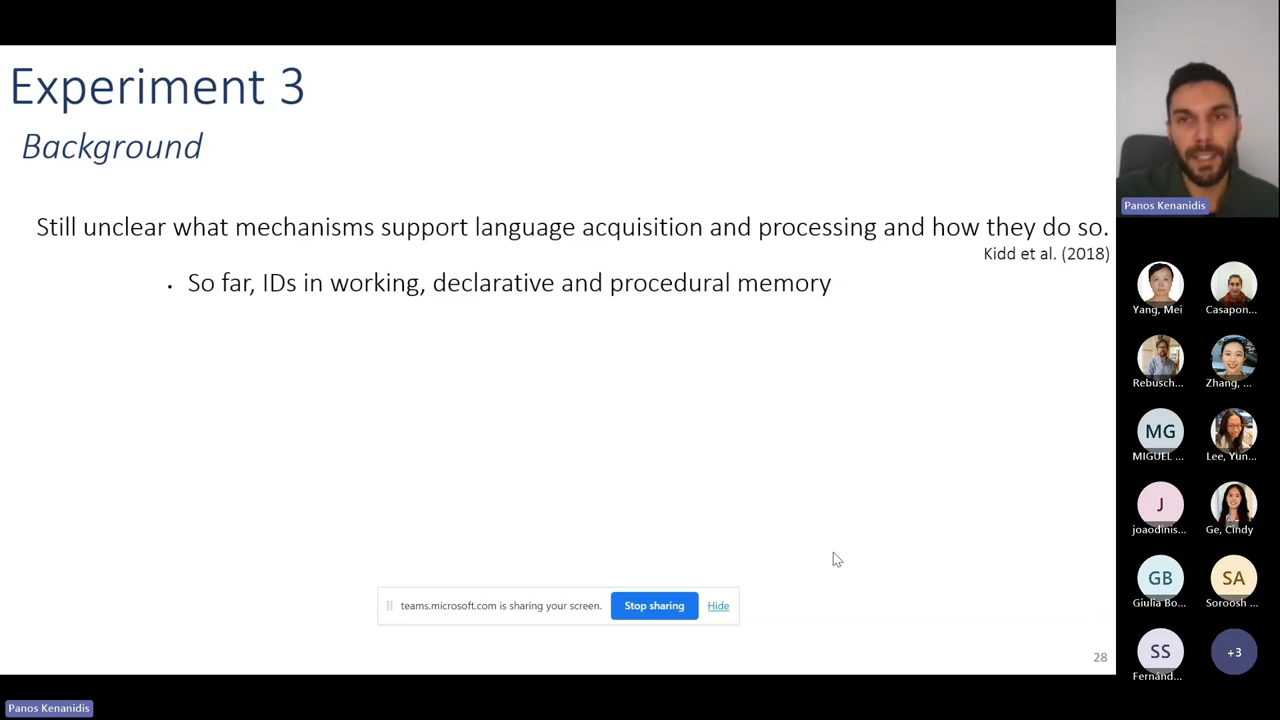 Experiment 3
Background
Still unclear what mechanisms support language acquisition and processing and how they do so.
Kidd et al. (2018)
• So far, IDs in working, declarative and procedural memory
teams.microsoft.com is sharing your screen. Stop sharing Hide
28
Panos Kenanidis
Panos Kenanidis
Yang, Mei
Casapon...
Rebusch...
Zhang, ...
MG
MIGUEL ...
Lee, Yun...
J
joaodinis...
Ge, Cindy
GB
Giulia Bo...
SA
Soroosh ...
SS
Fernánd...
+3